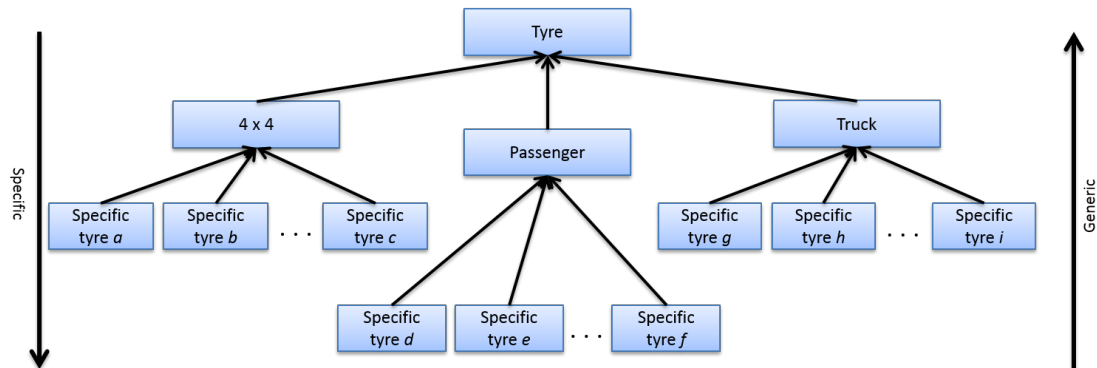 Tyre
4 x 4
Truck
Passenger
Specific
Generic
Specific
tyre a
Specific
tyre b
. . .
Specific
tyre c
Specific
tyre g
Specific
tyre h
. . .
Specific
tyre i
Specific
tyre d
Specific
tyre e
. . .
Specific
tyre f